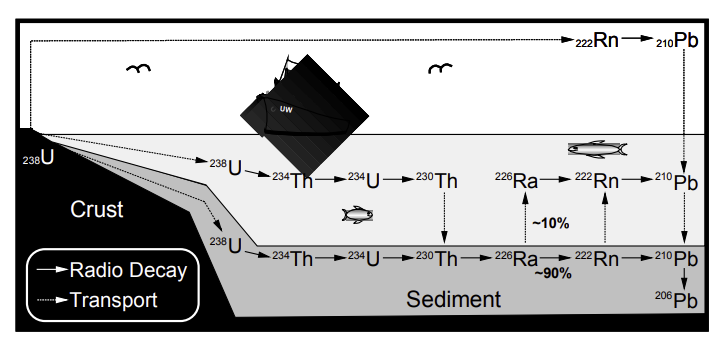 222Rn → 210Pb
UW
238U
238U → 234Th → 234U → 230Th
226Ra → 222Rn → 210Pb
Crust
~10%
238U → 234Th → 234U → 230Th → 226Ra → 222Rn → 210Pb
~90%
Radio Decay
Transport
Sediment
206Pb